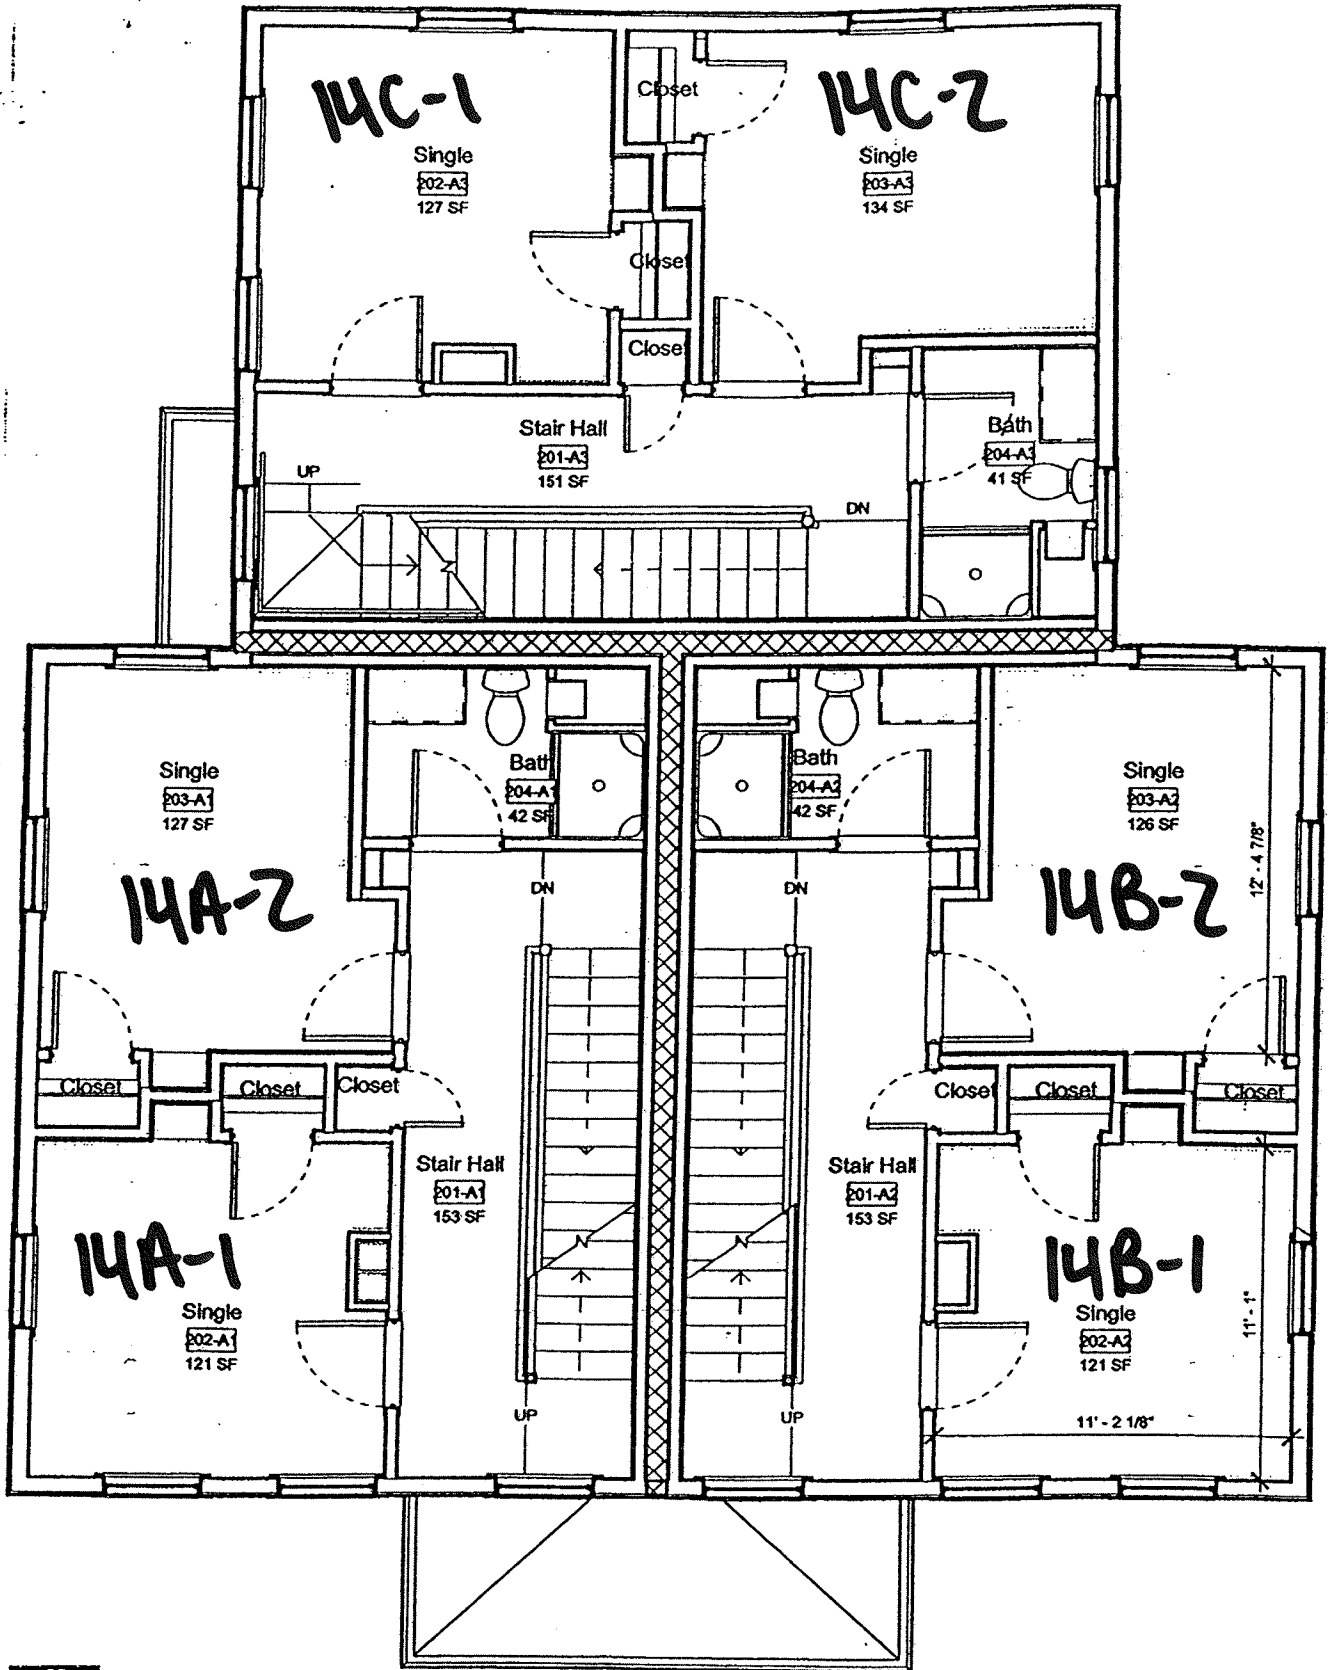 14C-1
Single
202-A3
127 SF
Closet
14C-2
Single
203-A3
134 SF
Closet
Closet
Stair Hall
201-A3
151 SF
UP
DN
Bath
204-A3
41 SF
Single
203-A1
127 SF
14A-2
Bath
204-A1
42 SF
DN
Bath
204-A2
42 SF
DN
Single
203-A2
126 SF
14B-2
12' - 4 7/8"
Closet
Closet
Closet
Closet
Closet
Closet
Stair Hall
201-A1
153 SF
Stair Hall
201-A2
153 SF
14A-1
Single
202-A1
121 SF
14B-1
Single
202-A2
121 SF
11' - 1"
11' - 2 1/8"
UP
UP